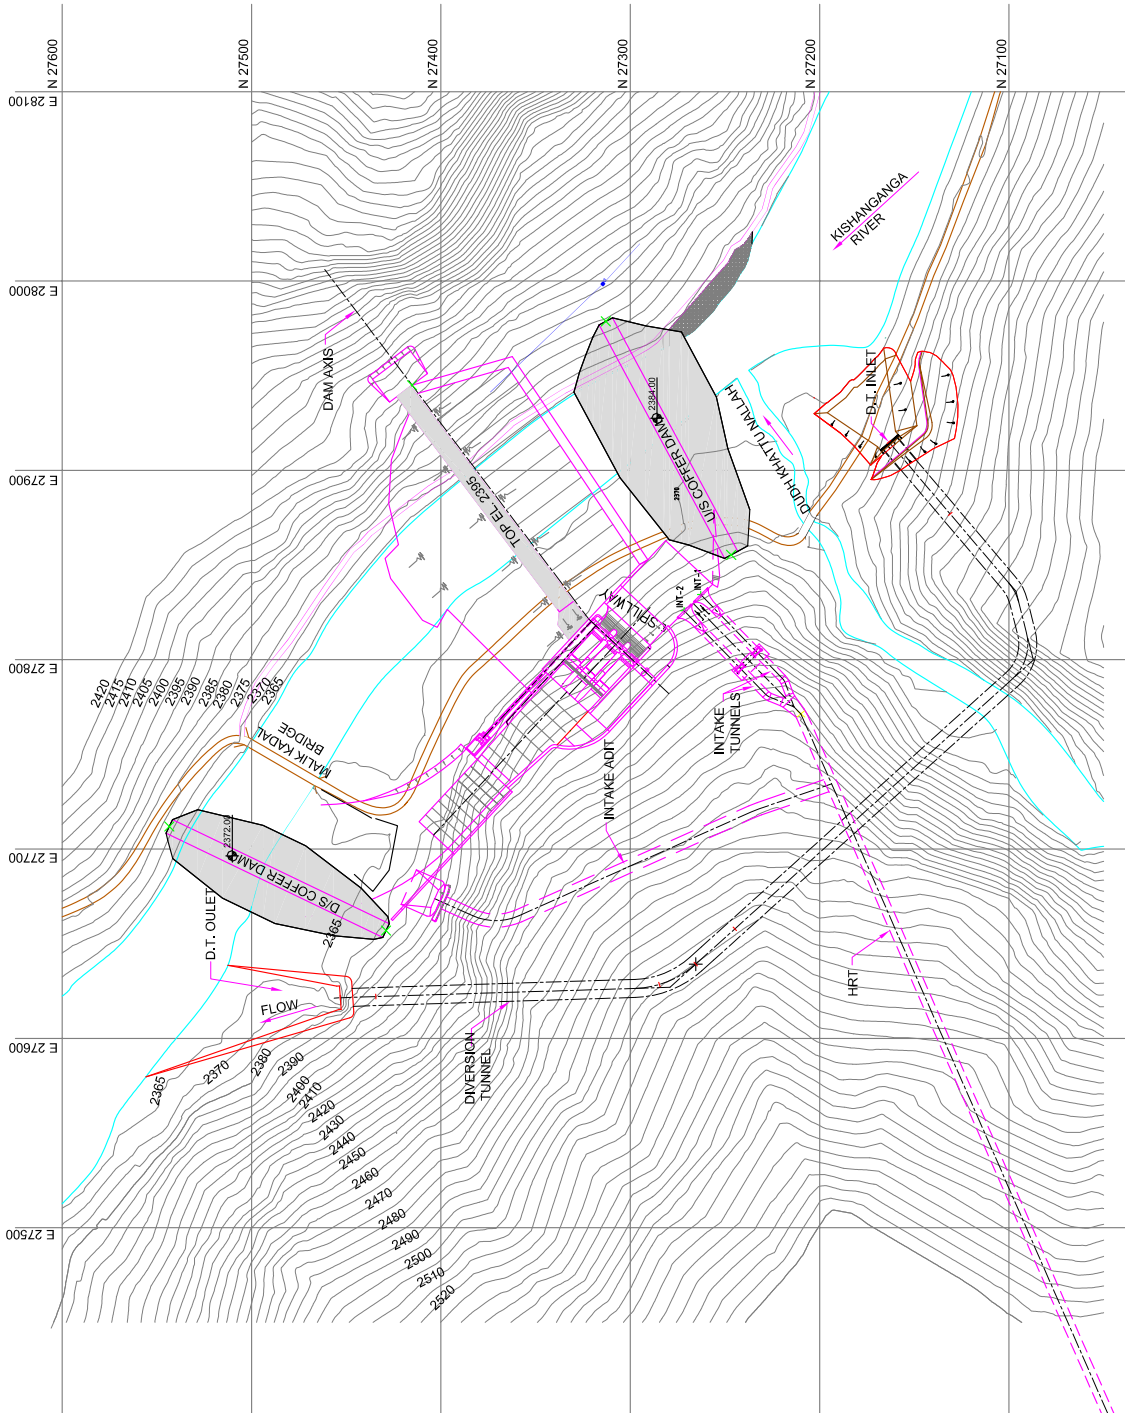 N 27600
N 27500
N 27400
N 27300
N 27200
N 27100
E 28100
E 28000
E 27900
E 27800
E 27700
E 27600
E 27500
KISHANGANGA
RIVER
DAM AXIS
D.T. INLET
2384.00
U/S COFFER DAM
2370
DUDH KHATTU NALLAH
TOP EL 2395
SPILLWAY
INT-2
INT-1
2420
2415
2410
2405
2400
2395
2390
2385
2380
2375
2370
2365
MALIK KADAL
BRIDGE
INTAKE
TUNNELS
INTAKE ADIT
2372.00
D/S COFFER DAM
D.T. OULET
2365
HRT
FLOW
DIVERSION
TUNNEL
2365
2370
2380
2390
2400
2410
2420
2430
2440
2450
2460
2470
2480
2490
2500
2510
2520